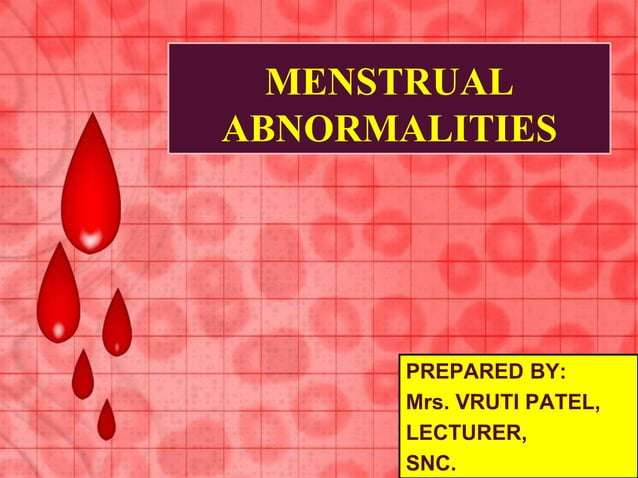 MENSTRUAL
ABNORMALITIES
PREPARED BY:
Mrs. VRUTI PATEL,
LECTURER,
SNC.